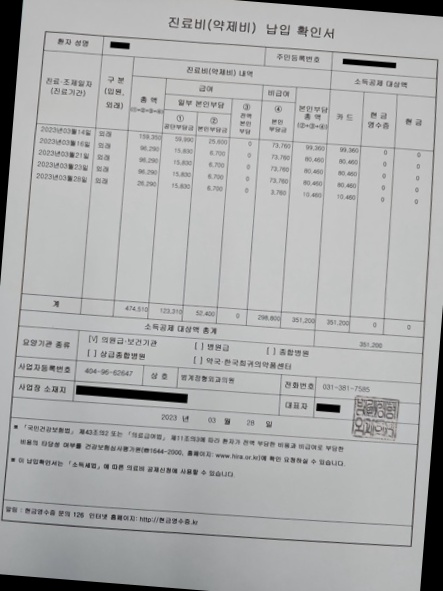 진료비(약제비) 납입 확인서
환자 성명
주민등록번호
진료·조제일자
(진료기간)
구 분
(입원,
외래)
진료비(약제비) 내역
소득공제 대상액
총 액
(①+②+③+④)
급여
비급여
본인부담
총 액
(②+③+④)
카 드
현 금
영수증
현 금
일부 본인부담
①
공단부담금
②
본인부담금
③
전액
본인
부담
④
본인
부담금
2023년03월14일 외래 159,350 59,990 25,600 0 73,760 99,360 99,360 0 0
2023년03월16일 외래 96,290 15,830 6,700 0 73,760 80,460 80,460 0 0
2023년03월21일 외래 96,290 15,830 6,700 0 73,760 80,460 80,460 0 0
2023년03월23일 외래 96,290 15,830 6,700 0 73,760 80,460 80,460 0 0
2023년03월28일 외래 26,290 15,830 6,700 0 3,760 10,460 10,460 0 0
계 474,510 123,310 52,400 0 298,800 351,200 351,200 0 0
소득공제 대상액 총계 351,200
요양기관 종류
[V] 의원급·보건기관 [ ] 병원급 [ ] 종합병원
[ ] 상급종합병원 [ ] 약국·한국희귀의약품센터
사업자등록번호 404-96-62647 상 호 범계정형외과의원 전화번호 031-381-7585
사업장 소재지
대표자
2023 년 03 월 28 일
* 「국민건강보험법」 제43조의2 또는 「의료급여법」 제11조의3에 따라 환자가 전액 부담한 비용과 비급여로 부담한
비용의 타당성 여부를 건강보험심사평가원(☎1644-2000, 홈페이지: www.hira.or.kr)에 확인 요청하실 수 있습니다.
* 이 납입확인서는 「소득세법」에 따른 의료비 공제신청에 사용할 수 있습니다.
알림 : 현금영수증 문의 126 인터넷 홈페이지: http://현금영수증.kr